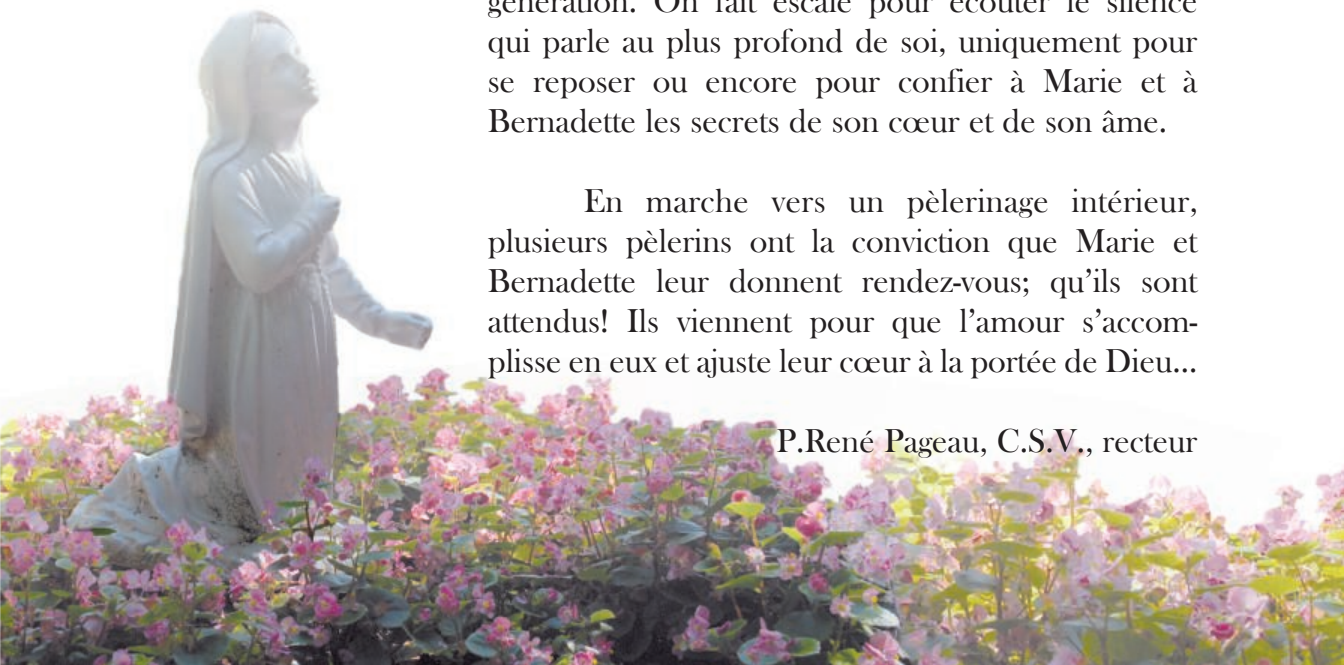 génération. On fait escale pour écouter le silence
qui parle au plus profond de soi, uniquement pour
se reposer ou encore pour confier à Marie et à
Bernadette les secrets de son cœur et de son âme.
En marche vers un pèlerinage intérieur,
plusieurs pèlerins ont la conviction que Marie et
Bernadette leur donnent rendez-vous; qu’ils sont
attendus! Ils viennent pour que l’amour s’accom-
plisse en eux et ajuste leur cœur à la portée de Dieu...
P.René Pageau, C.S.V., recteur